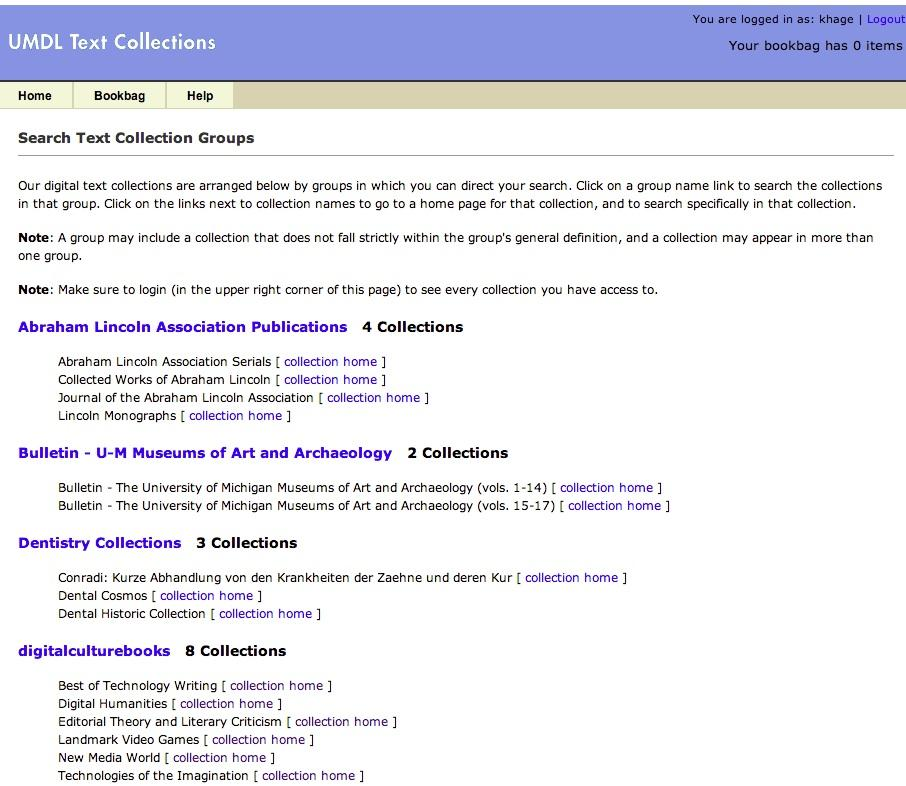 You are logged in as: khage | Logout
UMDL Text Collections
Your bookbag has 0 items
Home Bookbag Help
Search Text Collection Groups
Our digital text collections are arranged below by groups in which you can direct your search. Click on a group name link to search the collections
in that group. Click on the links next to collection names to go to a home page for that collection, and to search specifically in that collection.
Note: A group may include a collection that does not fall strictly within the group's general definition, and a collection may appear in more than
one group.
Note: Make sure to login (in the upper right corner of this page) to see every collection you have access to.
Abraham Lincoln Association Publications 4 Collections
Abraham Lincoln Association Serials [ collection home ]
Collected Works of Abraham Lincoln [ collection home ]
Journal of the Abraham Lincoln Association [ collection home ]
Lincoln Monographs [ collection home ]
Bulletin - U-M Museums of Art and Archaeology 2 Collections
Bulletin - The University of Michigan Museums of Art and Archaeology (vols. 1-14) [ collection home ]
Bulletin - The University of Michigan Museums of Art and Archaeology (vols. 15-17) [ collection home ]
Dentistry Collections 3 Collections
Conradi: Kurze Abhandlung von den Krankheiten der Zaehne und deren Kur [ collection home ]
Dental Cosmos [ collection home ]
Dental Historic Collection [ collection home ]
digitalculturebooks 8 Collections
Best of Technology Writing [ collection home ]
Digital Humanities [ collection home ]
Editorial Theory and Literary Criticism [ collection home ]
Landmark Video Games [ collection home ]
New Media World [ collection home ]
Technologies of the Imagination [ collection home ]